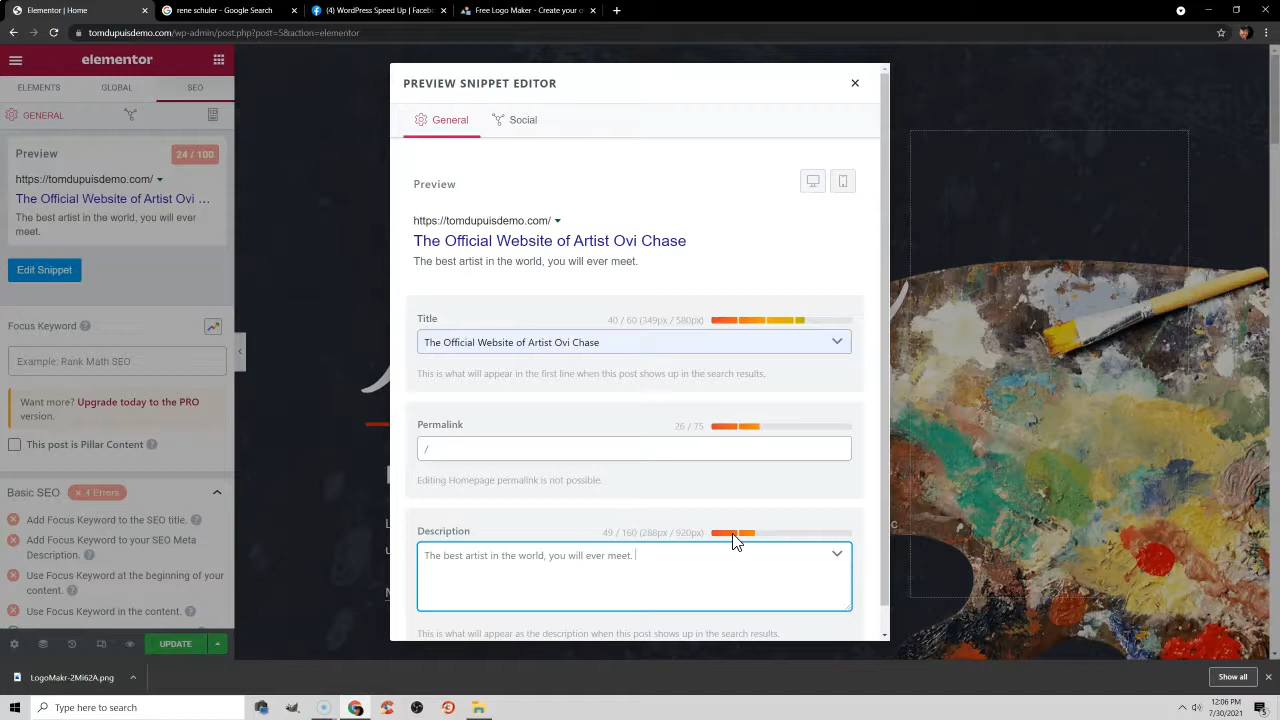 Elementor | Home
rene schuler - Google Search
(4) WordPress Speed Up | Faceb
Free Logo Maker - Create your o
tomdupuisdemo.com/wp-admin/post.php?post=5&action=elementor
elementor
ELEMENTS
GLOBAL
SEO
GENERAL
Preview
24 / 100
https://tomdupuisdemo.com/
The Official Website of Artist Ovi ...
The best artist in the world, you will ever
meet.
Edit Snippet
Focus Keyword
Example: Rank Math SEO
Want more? Upgrade today to the PRO
version.
This post is Pillar Content
Basic SEO
x 4 Errors
Add Focus Keyword to the SEO title.
Add Focus Keyword to your SEO Meta
Description.
Use Focus Keyword at the beginning of your
content.
Use Focus Keyword in the content.
UPDATE
PREVIEW SNIPPET EDITOR
General
Social
Preview
https://tomdupuisdemo.com/
The Official Website of Artist Ovi Chase
The best artist in the world, you will ever meet.
Title
40 / 60 (349px / 580px)
The Official Website of Artist Ovi Chase
This is what will appear in the first line when this post shows up in the search results.
Permalink
26 / 75
/
Editing Homepage permalink is not possible.
Description
49 / 160 (288px / 920px)
The best artist in the world, you will ever meet.
This is what will appear as the description when this post shows up in the search results.
LogoMakr-2Mi62A.png
Show all
Type here to search
12:06 PM
7/30/2021
5